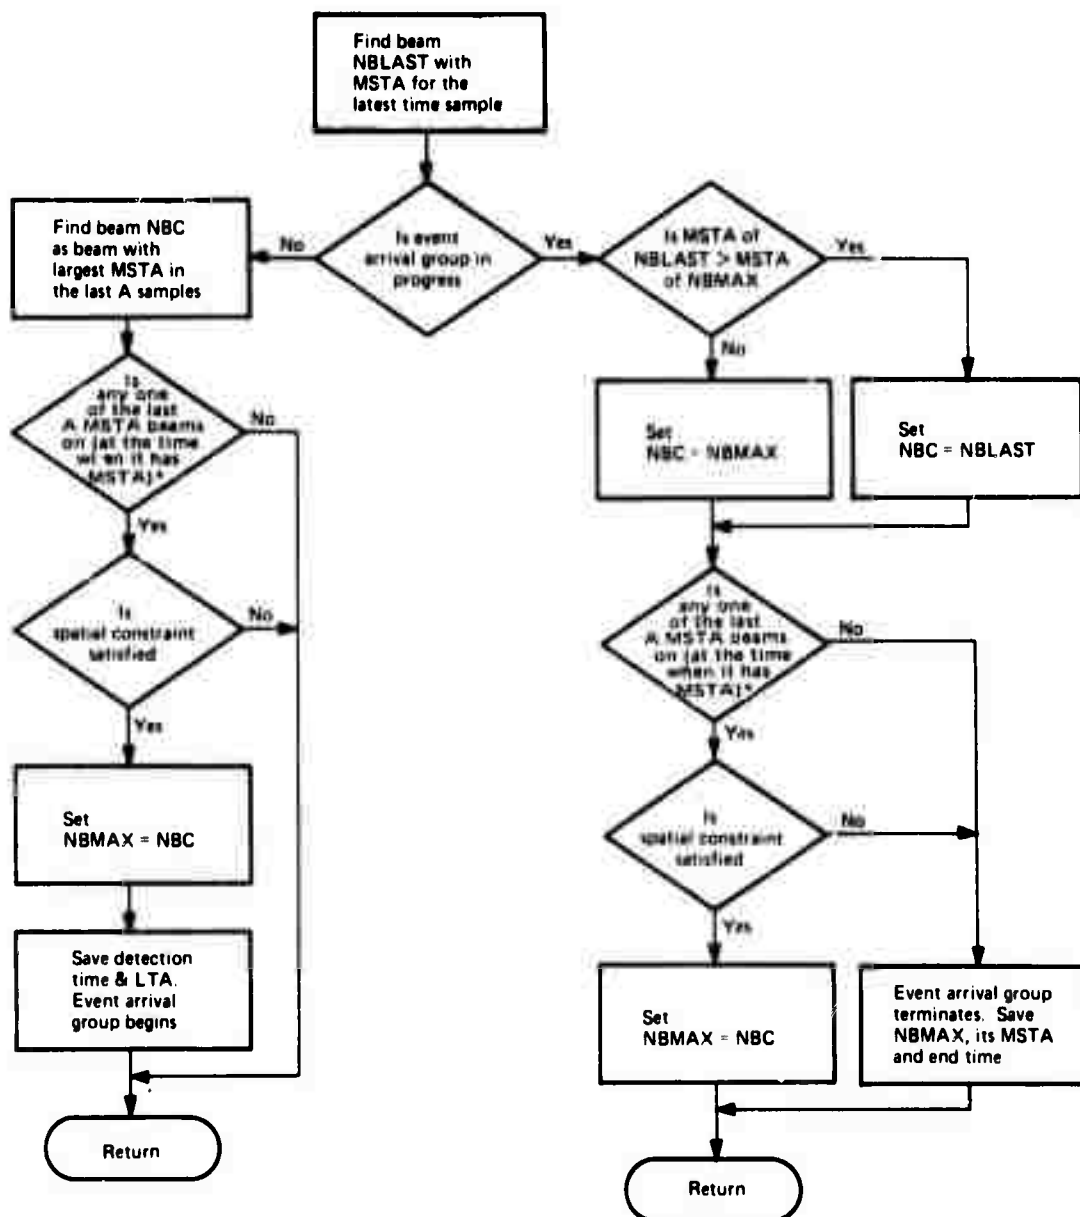 Find beam
NBLAST with
MSTA for the
latest time sample
Find beam NBC
as beam with
largest MSTA in
the last A samples
No
Is event
arrival group in
progress
Yes
Is MSTA of
NBLAST > MSTA
of NBMAX
Yes
No
Is
any one
of the last
A MSTA beams
on (at the time
when it has
MSTA)*
No
Yes
Set
NBC = NBMAX
Set
NBC = NBLAST
Is
spatial constraint
satisfied
No
Yes
Is
any one
of the last
A MSTA beams
on (at the time
when it has
MSTA)*
No
Yes
Set
NBMAX = NBC
Is
spatial constraint
satisfied
No
Yes
Save detection
time & LTA.
Event arrival
group begins
Set
NBMAX = NBC
Event arrival group
terminates. Save
NBMAX, its MSTA
and end time
Return
Return